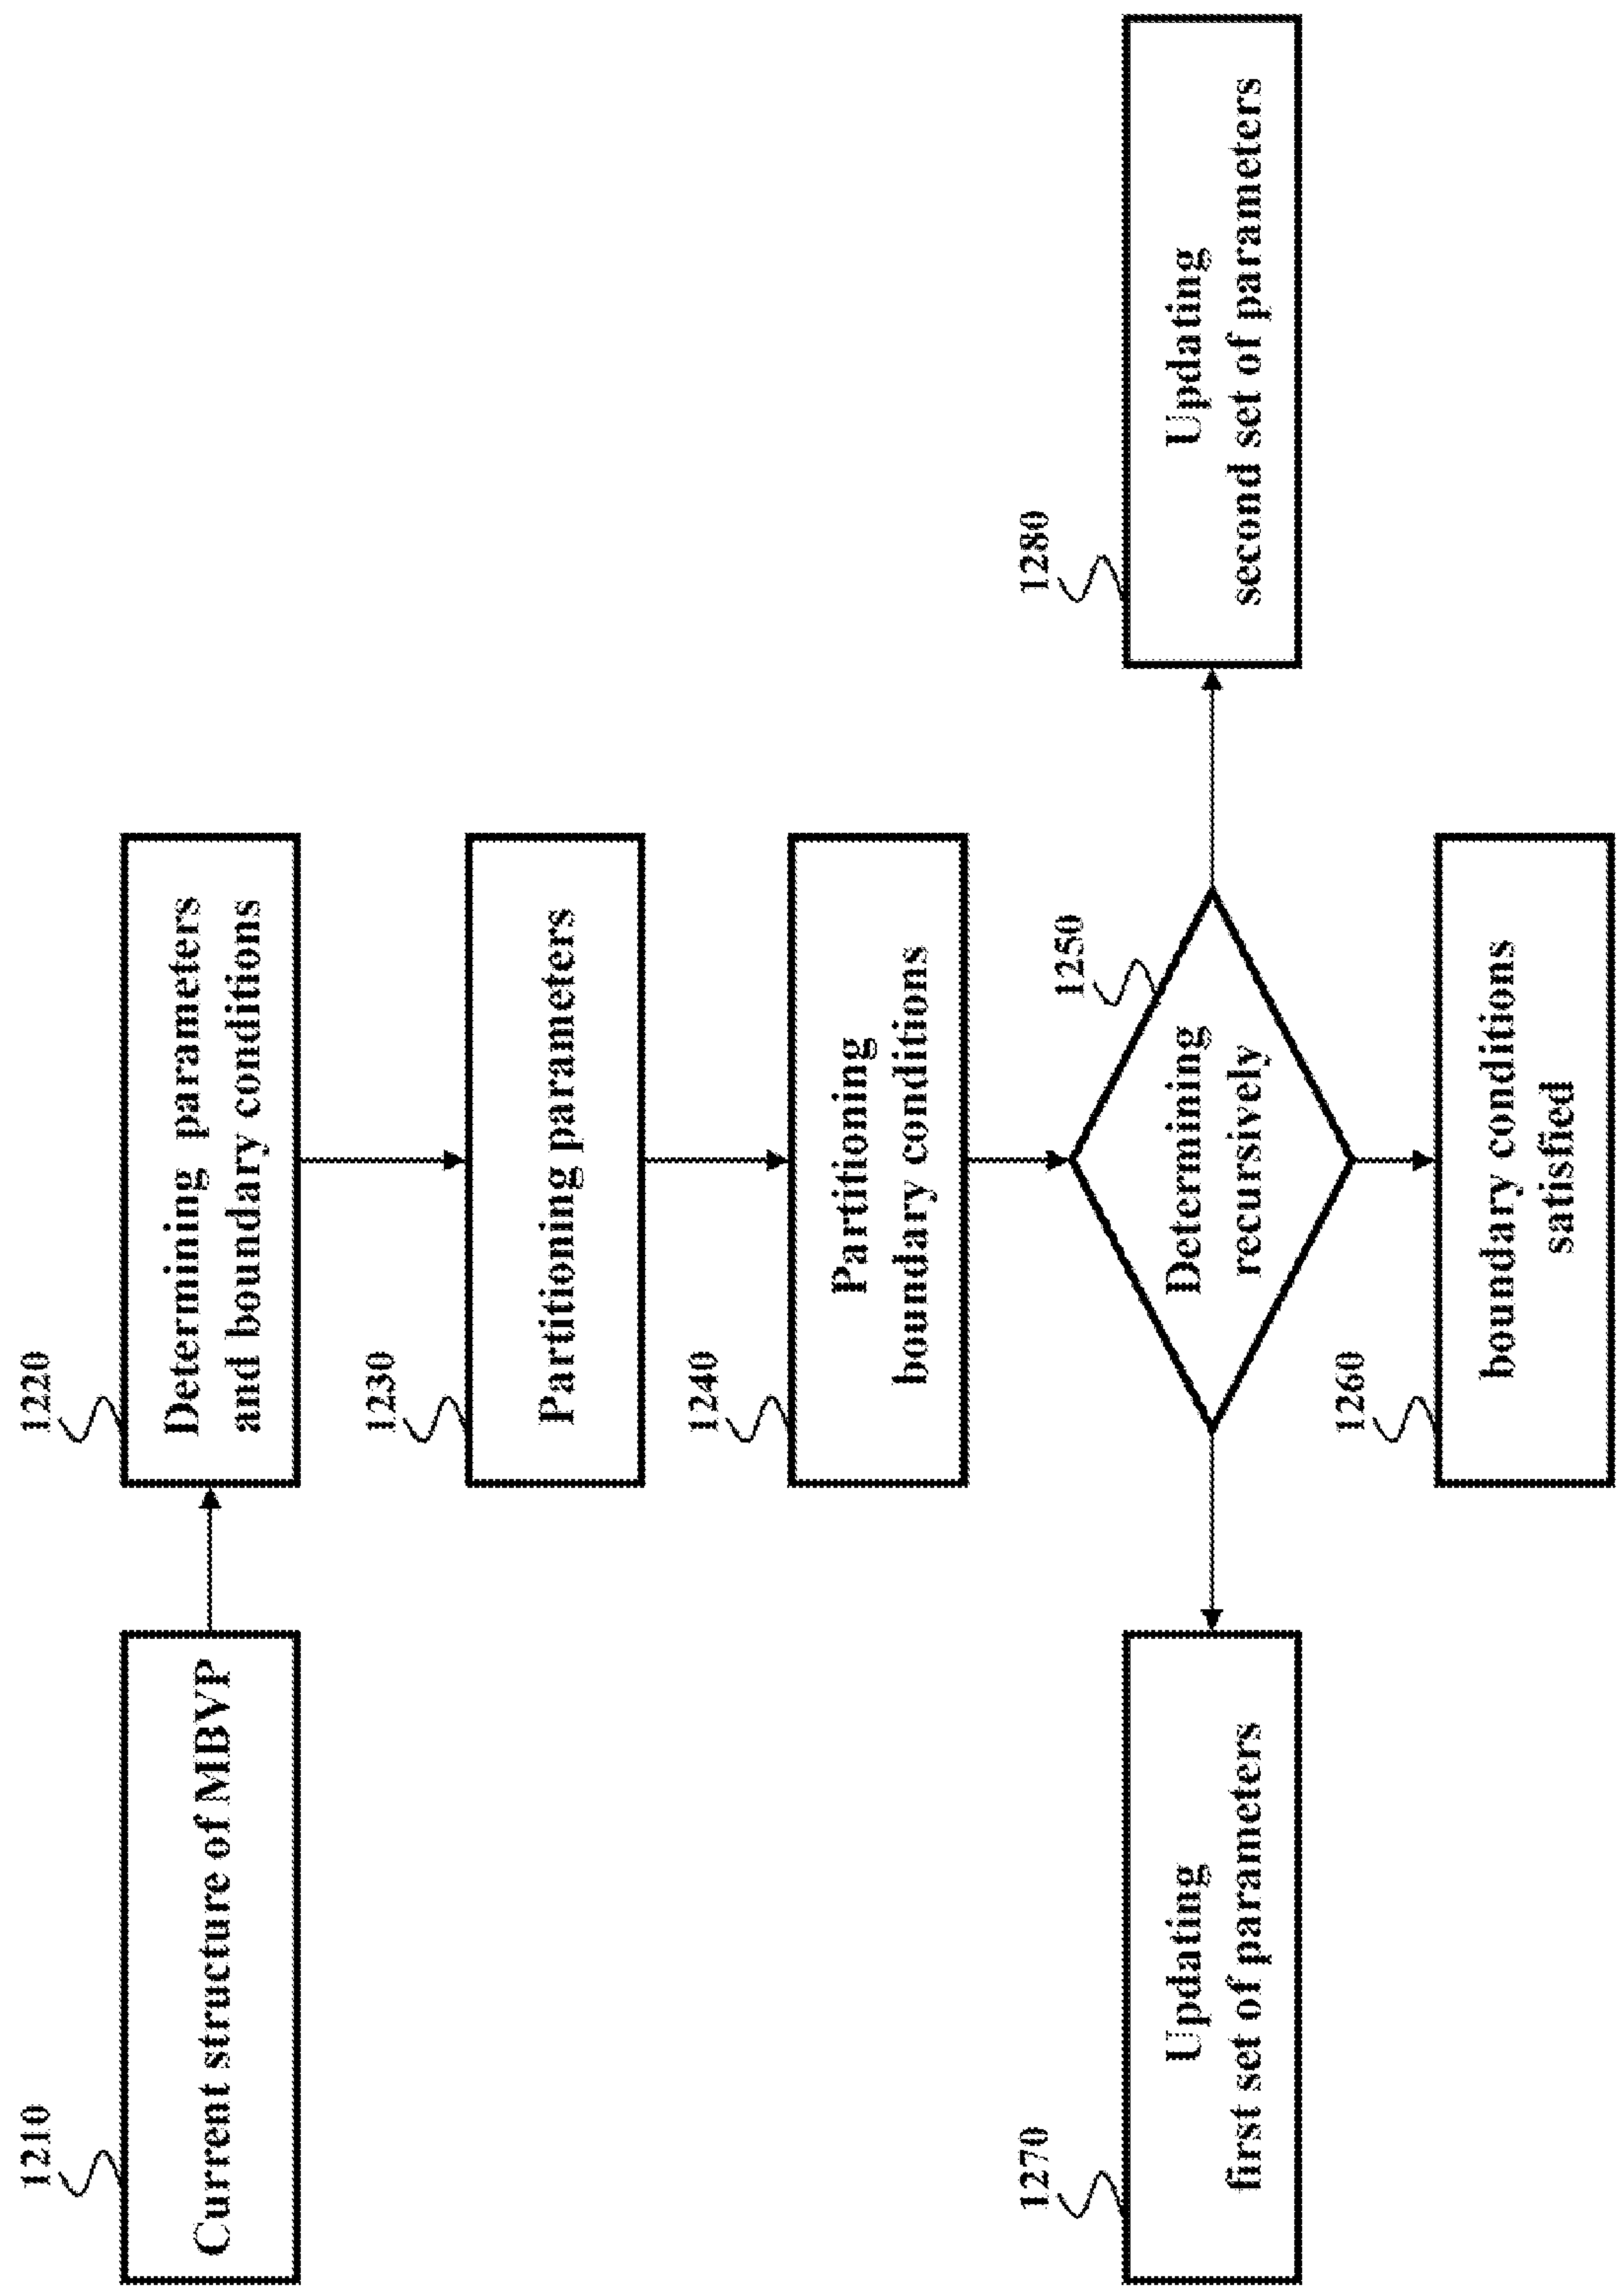 1210
Current structure of MBVP
1220
Determining parameters
and boundary conditions
1230
Partitioning parameters
1240
Partitioning
boundary conditions
1250
Determining
recursively
1270
Updating
first set of parameters
1280
Updating
second set of parameters
1260
boundary conditions
satisfied